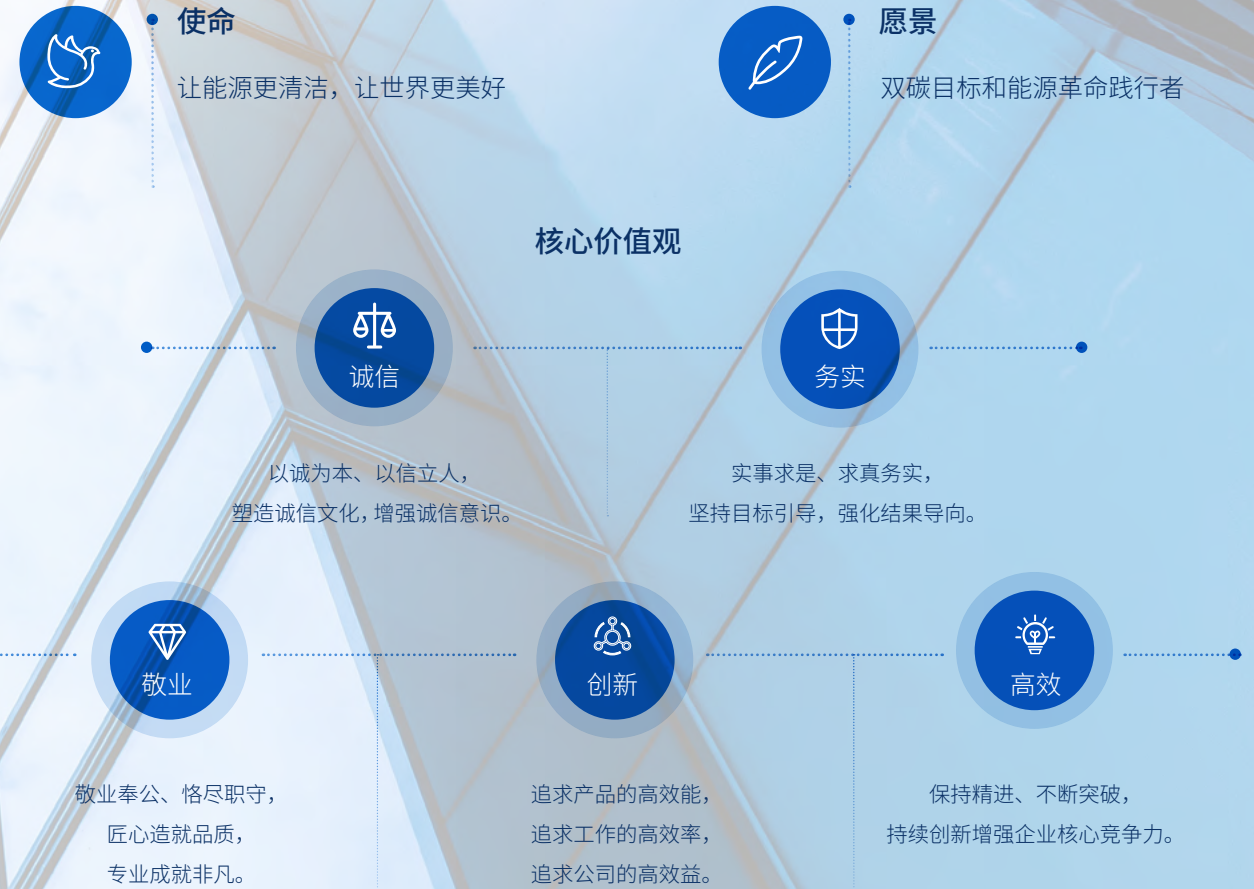 使命
让能源更清洁，让世界更美好
愿景
双碳目标和能源革命践行者
核心价值观
诚信
以诚为本、以信立人，
塑造诚信文化，增强诚信意识。
务实
实事求是、求真务实，
坚持目标引导，强化结果导向。
敬业
敬业奉公、恪尽职守，
匠心造就品质，
专业成就非凡。
创新
追求产品的高效能，
追求工作的高效率，
追求公司的高效益。
高效
保持精进、不断突破，
持续创新增强企业核心竞争力。